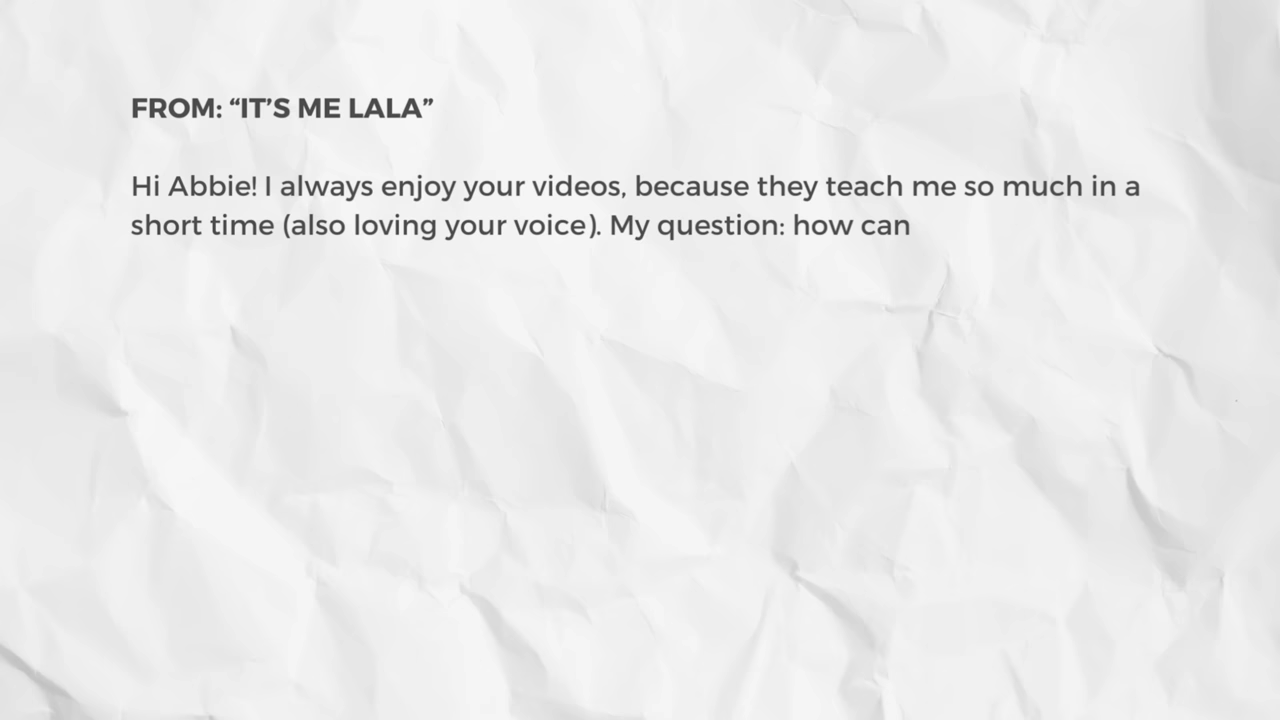 FROM: “IT’S ME LALA”
Hi Abbie! I always enjoy your videos, because they teach me so much in a
short time (also loving your voice). My question: how can